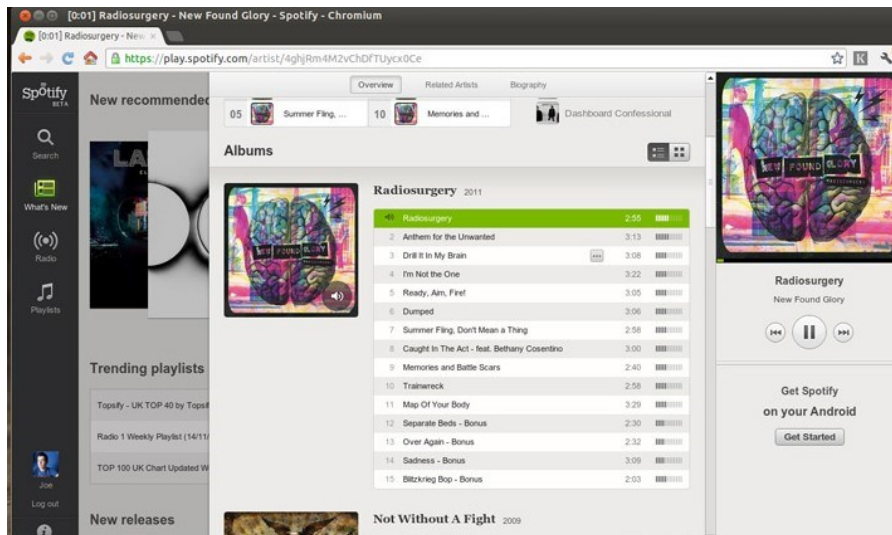 [0:01] Radiosurgery - New Found Glory - Spotify - Chromium
[0:01] Radiosurgery - New
https://play.spotify.com/artist/4ghjRm4M2vChDfTUycx0Ce
Spotify
BETA
Search
What's New
Radio
Playlists
Joe
Log out
New recommended
LA
Trending playlists
Topsify - UK TOP 40 by Topsif
Radio 1 Weekly Playlist (14/11/
TOP 100 UK Chart Updated W
New releases
Overview Related Artists Biography
05 Summer Fling, ... 10 Memories and ... Dashboard Confessional
Albums
NEW FOUND GLORY
Radiosurgery 2011
Radiosurgery 2:55
2 Anthem for the Unwanted 3:13
3 Drill It In My Brain 3:08
4 I'm Not the One 3:22
5 Ready, Aim, Fire! 3:05
6 Dumped 3:06
7 Summer Fling, Don't Mean a Thing 2:58
8 Caught In The Act - feat. Bethany Cosentino 3:00
9 Memories and Battle Scars 2:40
10 Trainwreck 2:58
11 Map Of Your Body 3:29
12 Separate Beds - Bonus 2:30
13 Over Again - Bonus 2:32
14 Sadness - Bonus 3:09
15 Blitzkrieg Bop - Bonus 2:03
Not Without A Fight 2009
NEW FOUND GLORY
RADIOSURGERY
Radiosurgery
New Found Glory
Get Spotify
on your Android
Get Started